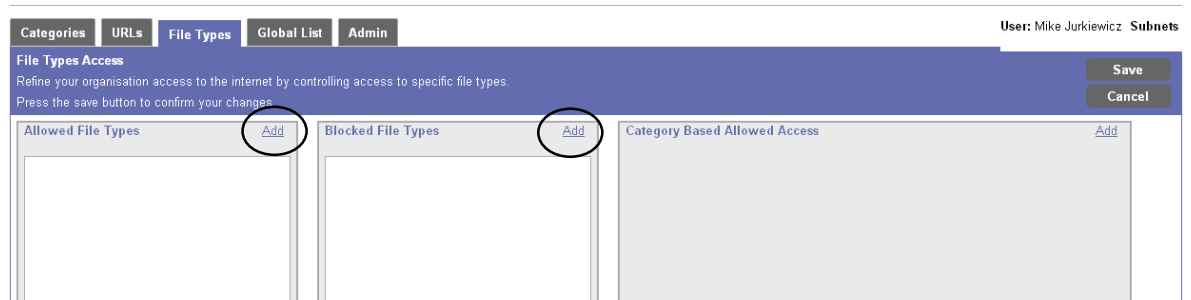 Categories URLs File Types Global List Admin User: Mike Jurkiewicz Subnets
File Types Access
Refine your organisation access to the internet by controlling access to specific file types.
Press the save button to confirm your changes
Save
Cancel
Allowed File Types Add Blocked File Types Add Category Based Allowed Access Add